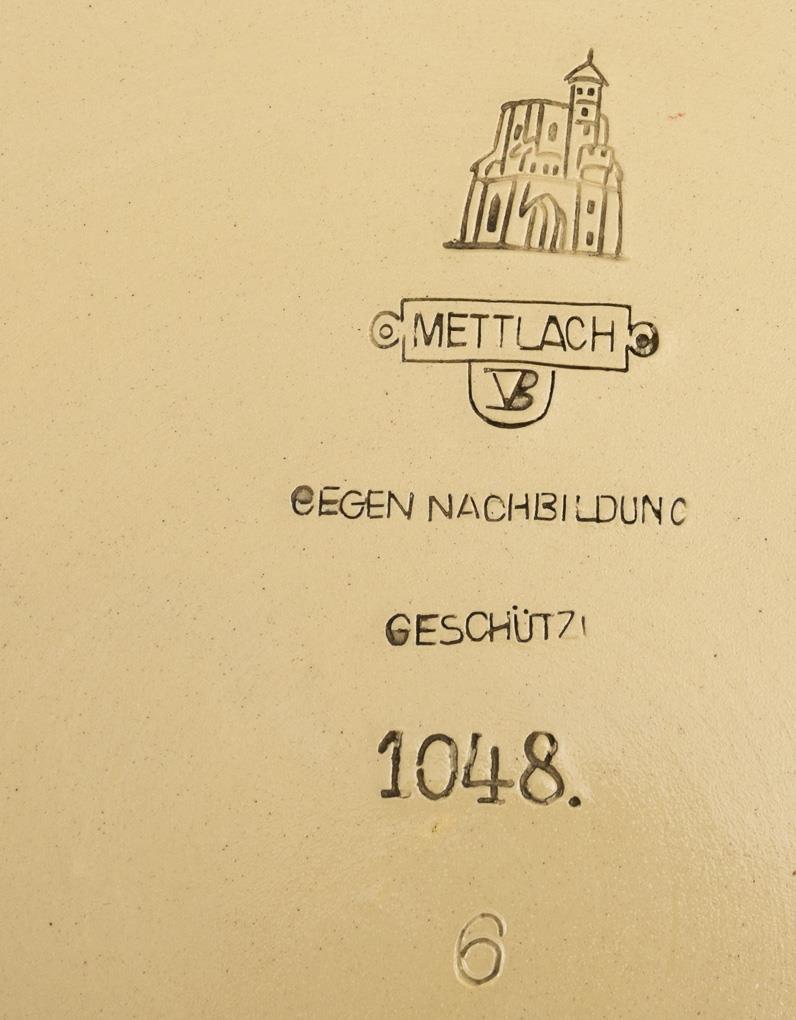 METTLACH
VB
GEGEN NACHBILDUNG
GESCHÜTZT
1048.
6